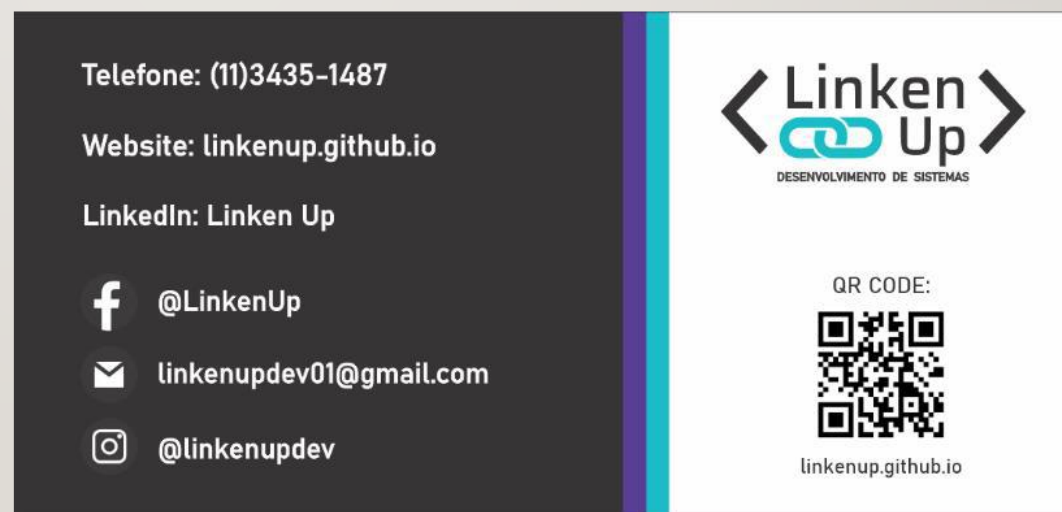 Telefone: (11)3435-1487
Website: linkenup.github.io
LinkedIn: Linken Up
@LinkenUp
linkenupdev01@gmail.com
@linkenupdev
Linken
Up
DESENVOLVIMENTO DE SISTEMAS
QR CODE:
linkenup.github.io